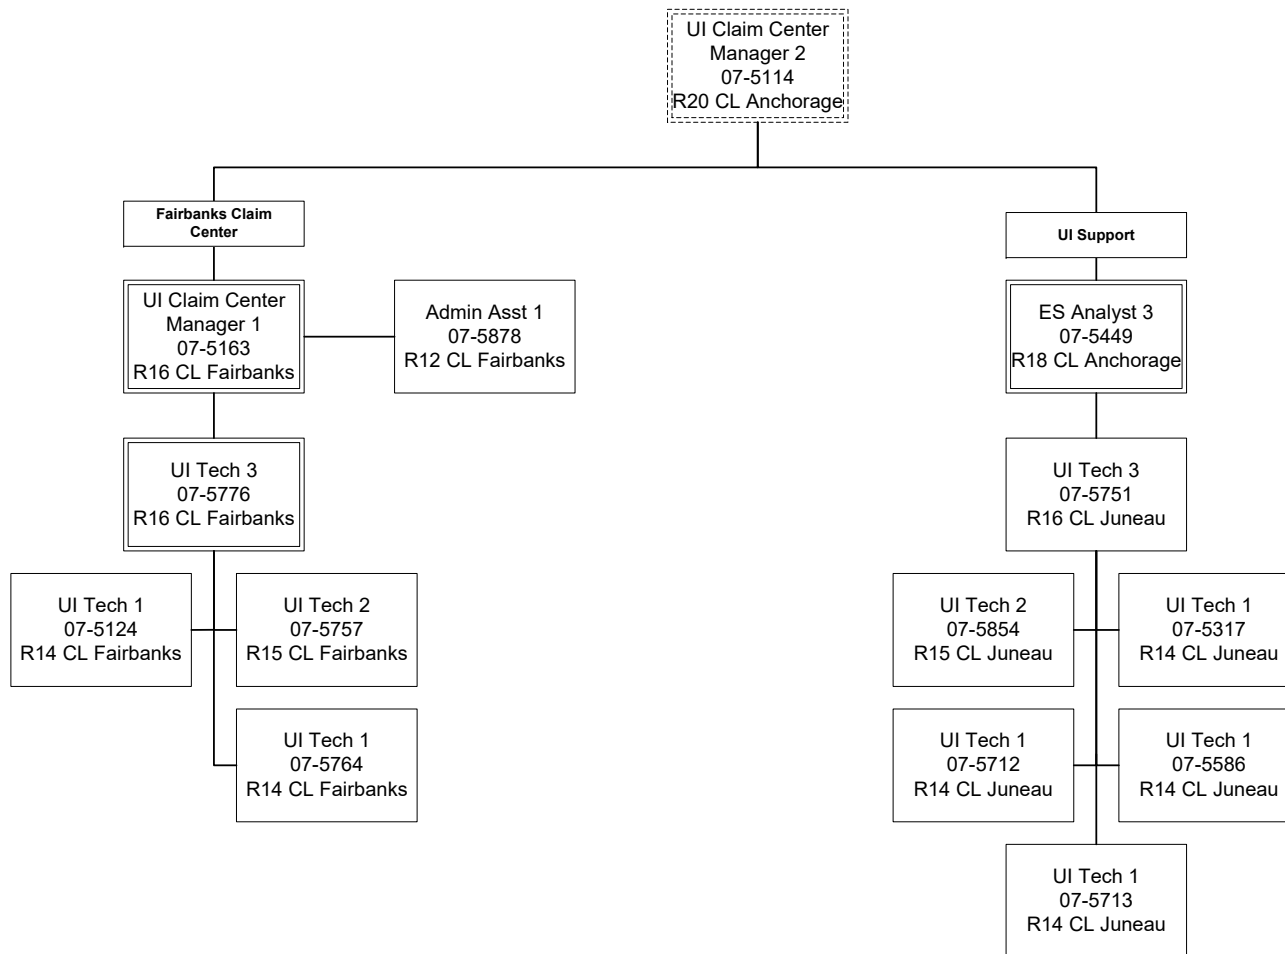 UI Claim Center
Manager 2
07-5114
R20 CL Anchorage
Fairbanks Claim
Center
UI Support
UI Claim Center
Manager 1
07-5163
R16 CL Fairbanks
Admin Asst 1
07-5878
R12 CL Fairbanks
ES Analyst 3
07-5449
R18 CL Anchorage
UI Tech 3
07-5776
R16 CL Fairbanks
UI Tech 3
07-5751
R16 CL Juneau
UI Tech 1
07-5124
R14 CL Fairbanks
UI Tech 2
07-5757
R15 CL Fairbanks
UI Tech 2
07-5854
R15 CL Juneau
UI Tech 1
07-5317
R14 CL Juneau
UI Tech 1
07-5764
R14 CL Fairbanks
UI Tech 1
07-5712
R14 CL Juneau
UI Tech 1
07-5586
R14 CL Juneau
UI Tech 1
07-5713
R14 CL Juneau